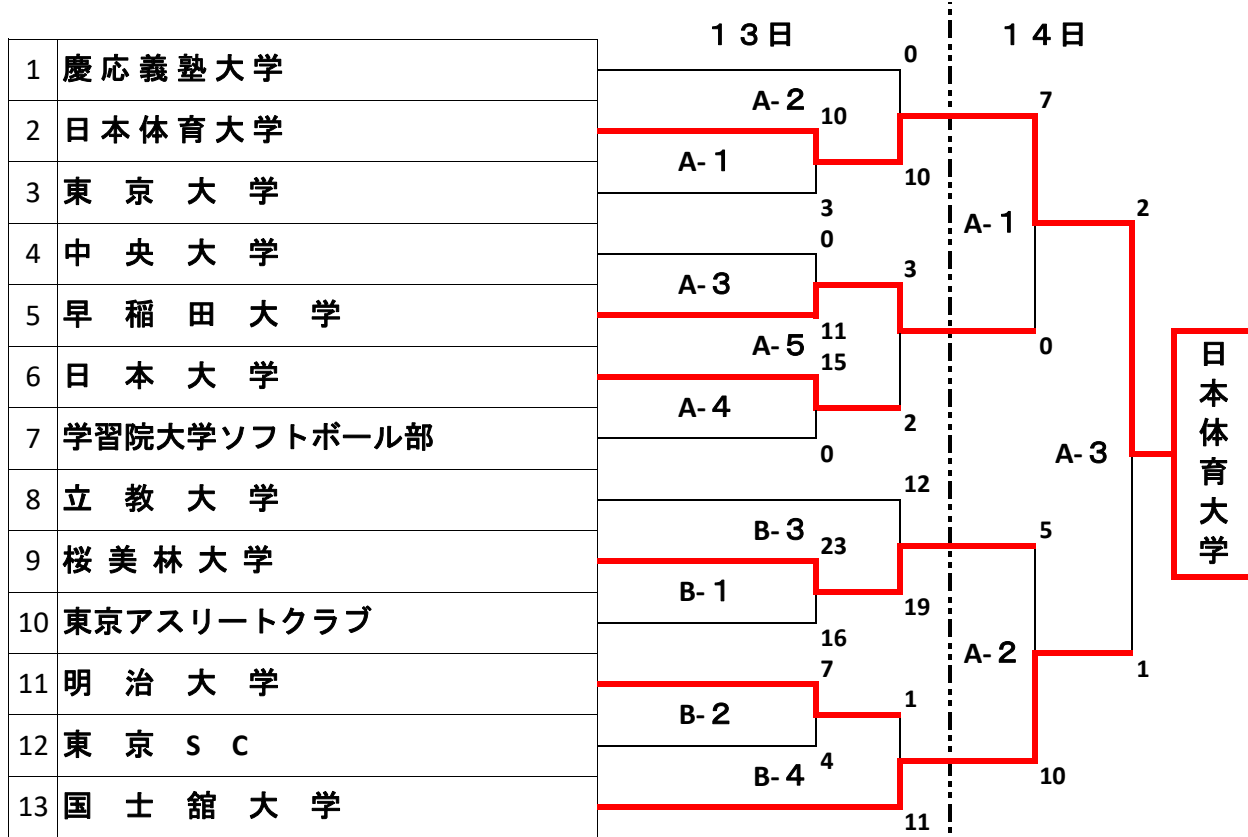 13日 14日
1 慶応義塾大学
2 日本体育大学
3 東京大学
4 中央大学
5 早稲田大学
6 日本大学
7 学習院大学ソフトボール部
8 立教大学
9 桜美林大学
10 東京アスリートクラブ
11 明治大学
12 東京SC
13 国士舘大学
0
A-2
10
7
A-1
10
3
2
A-1
0
3
A-3
11
0
A-5
15
A-4
2
0
A-3
日本体育大学
12
B-3
23
5
B-1
19
16
A-2
7
1
1
B-2
4
10
B-4
11